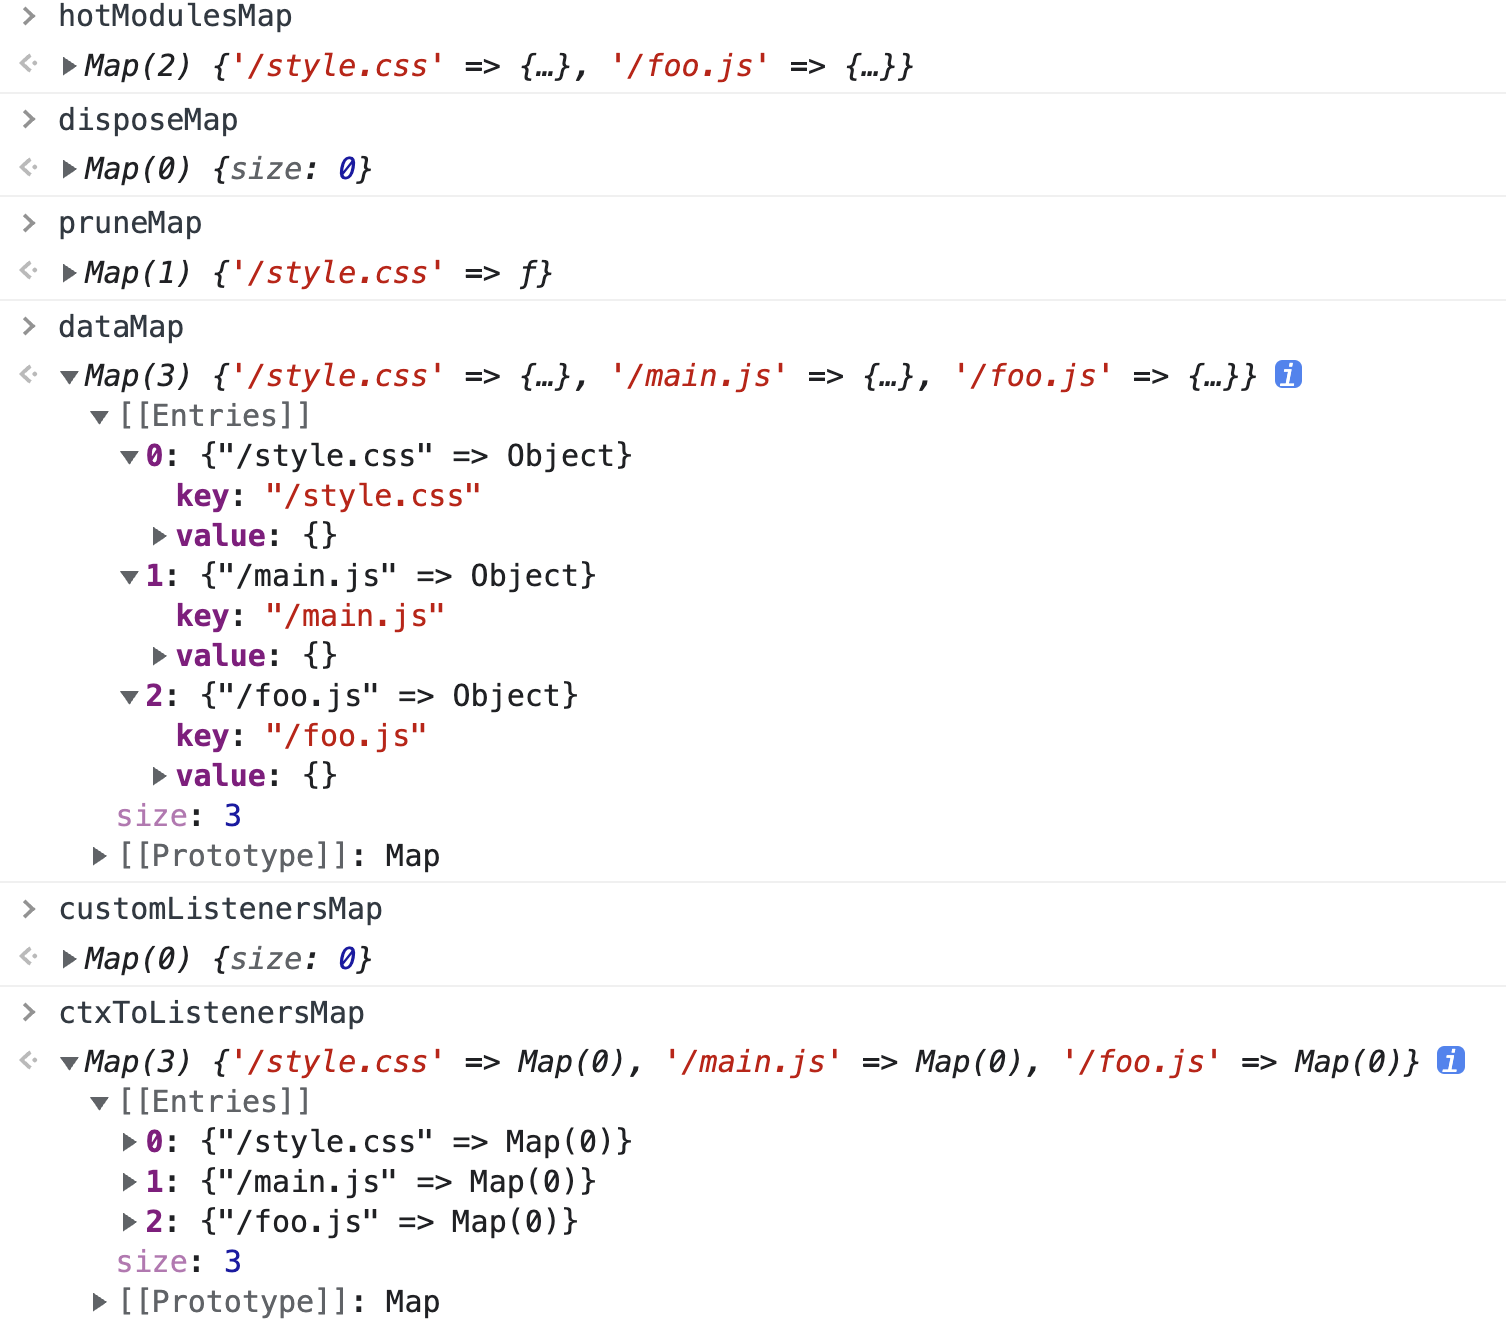 > hotModulesMap
<· ▶Map(2) {'/style.css' => {…}, '/foo.js' => {…}}
> disposeMap
<· ▶Map(0) {size: 0}
> pruneMap
<· ▶Map(1) {'/style.css' => ƒ}
> dataMap
<· ▼Map(3) {'/style.css' => {…}, '/main.js' => {…}, '/foo.js' => {…}} i
▼[[Entries]]
▼0: {"/style.css" => Object}
key: "/style.css"
▶value: {}
▼1: {"/main.js" => Object}
key: "/main.js"
▶value: {}
▼2: {"/foo.js" => Object}
key: "/foo.js"
▶value: {}
size: 3
▶[[Prototype]]: Map
> customListenersMap
<· ▶Map(0) {size: 0}
> ctxToListenersMap
<· ▼Map(3) {'/style.css' => Map(0), '/main.js' => Map(0), '/foo.js' => Map(0)} i
▼[[Entries]]
▶0: {"/style.css" => Map(0)}
▶1: {"/main.js" => Map(0)}
▶2: {"/foo.js" => Map(0)}
size: 3
▶[[Prototype]]: Map